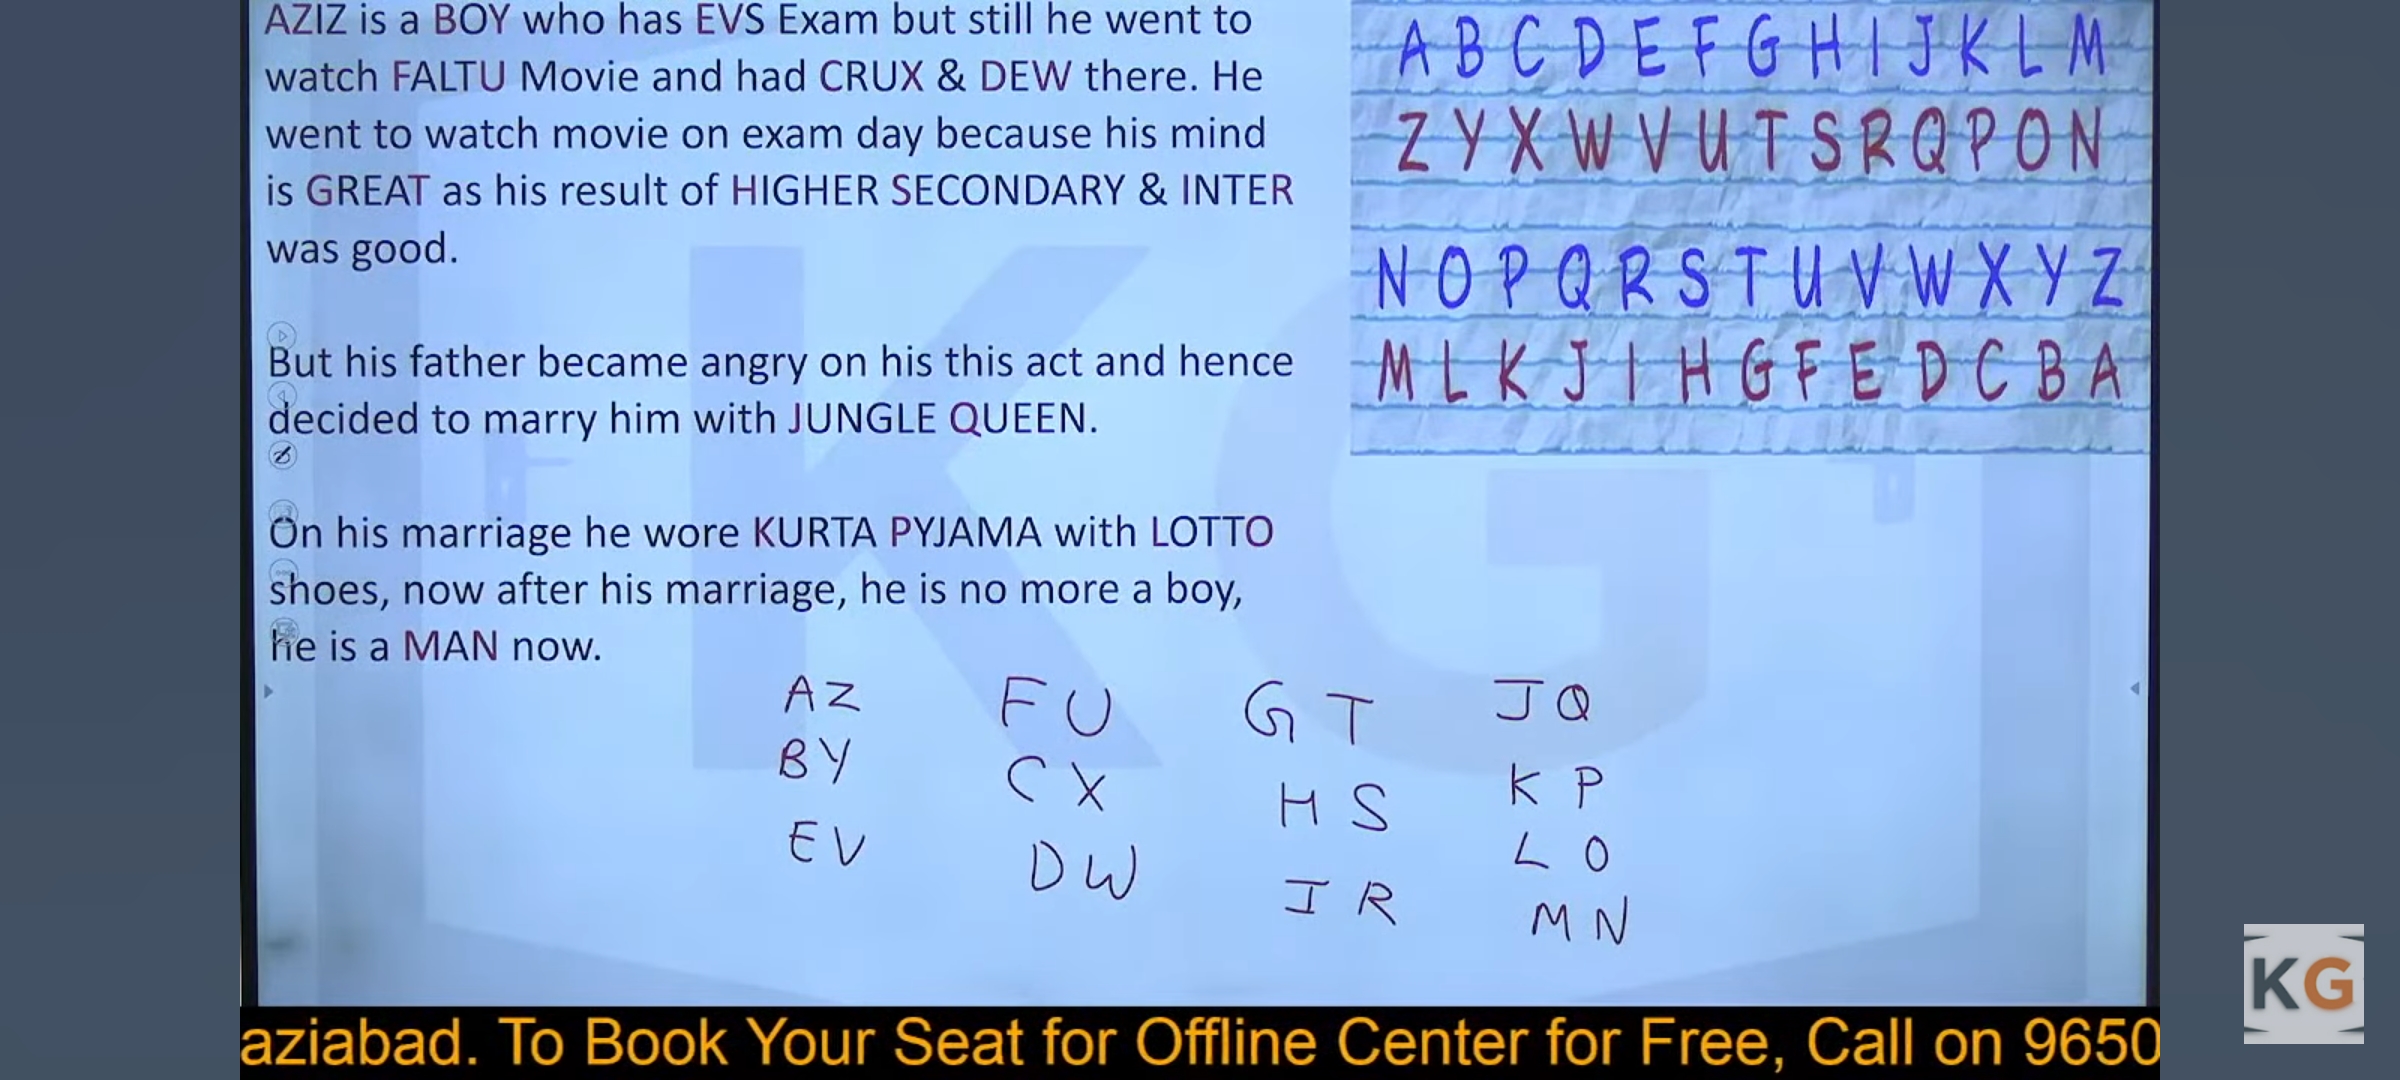 AZIZ is a BOY who has EVS Exam but still he went to
watch FALTU Movie and had CRUX & DEW there. He
went to watch movie on exam day because his mind
is GREAT as his result of HIGHER SECONDARY & INTER
was good.
But his father became angry on his this act and hence
decided to marry him with JUNGLE QUEEN.
On his marriage he wore KURTA PYJAMA with LOTTO
shoes, now after his marriage, he is no more a boy,
he is a MAN now.
A B C D E F G H I J K L M
Z Y X W V U T S R Q P O N
N O P Q R S T U V W X Y Z
M L K J I H G F E D C B A
AZ
BY
EV
FU
CX
DW
GT
HS
IR
JQ
KP
LO
MN
KG
KG
aziabad. To Book Your Seat for Offline Center for Free, Call on 9650